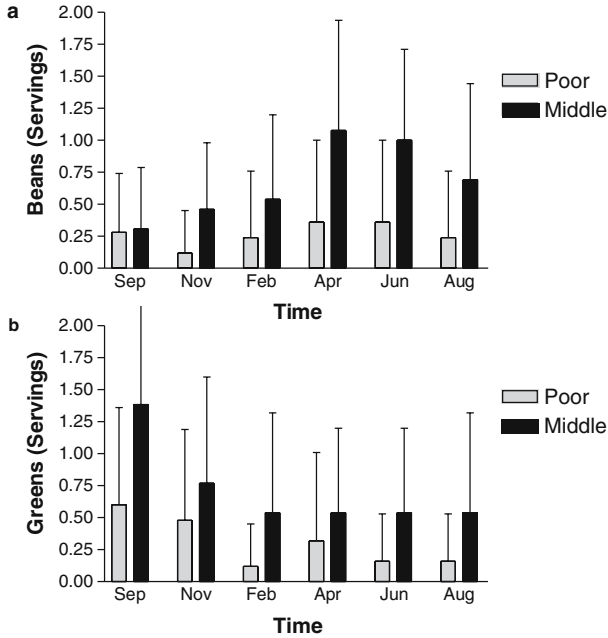 a
Beans (Servings)
2.00
1.75
1.50
1.25
1.00
0.75
0.50
0.25
0.00
Sep Nov Feb Apr Jun Aug
Time
Poor
Middle
b
Greens (Servings)
2.00
1.75
1.50
1.25
1.00
0.75
0.50
0.25
0.00
Sep Nov Feb Apr Jun Aug
Time
Poor
Middle